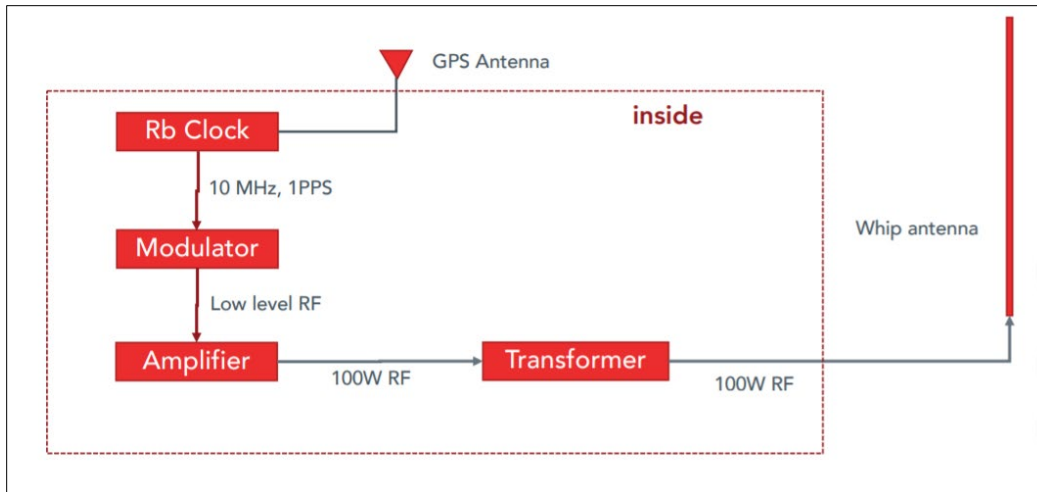 GPS Antenna
inside
Rb Clock
10 MHz, 1PPS
Modulator
Whip antenna
Low level RF
Amplifier
100W RF
Transformer
100W RF